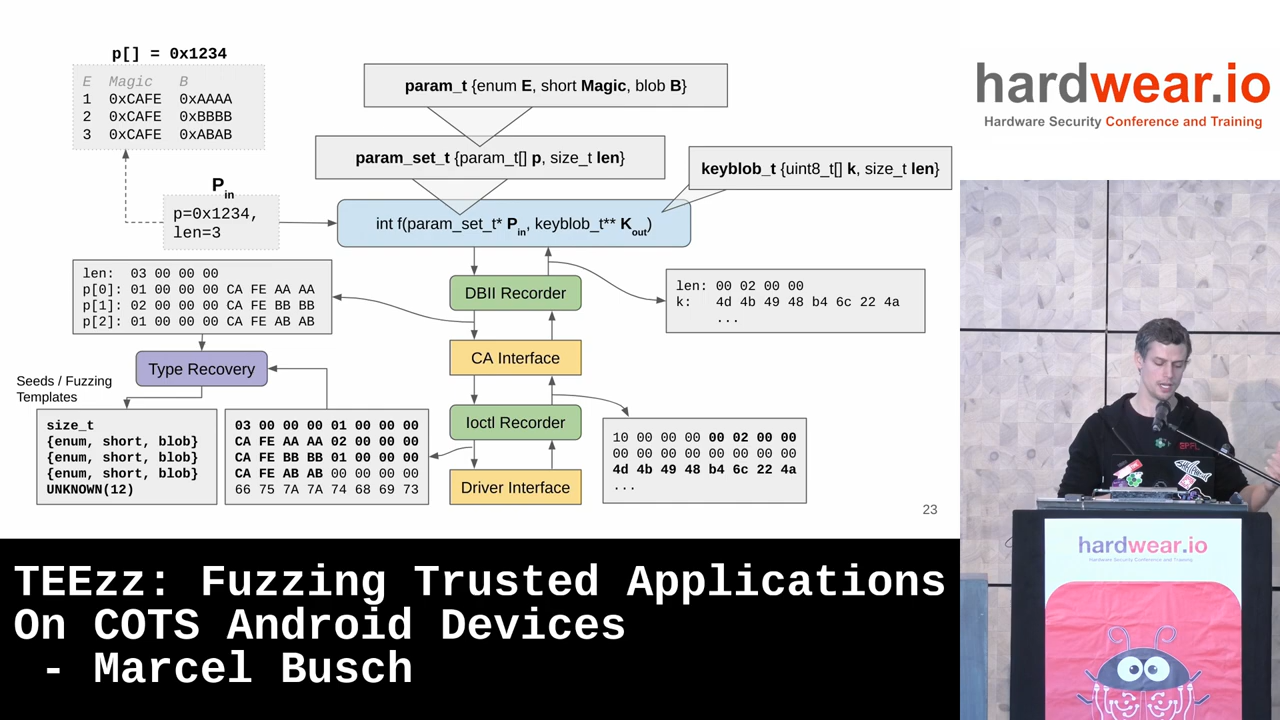 p[] = 0x1234
E Magic B
1 0xCAFE 0xAAAA
2 0xCAFE 0xBBBB
3 0xCAFE 0xABAB
Pin
p=0x1234,
len=3
param_t {enum E, short Magic, blob B}
param_set_t {param_t[] p, size_t len}
keyblob_t {uint8_t[] k, size_t len}
int f(param_set_t* Pin, keyblob_t** Kout)
len: 03 00 00 00
p[0]: 01 00 00 00 CA FE AA AA
p[1]: 02 00 00 00 CA FE BB BB
p[2]: 01 00 00 00 CA FE AB AB
DBII Recorder
len: 00 02 00 00
k: 4d 4b 49 48 b4 6c 22 4a
...
CA Interface
Type Recovery
Seeds / Fuzzing
Templates
size_t
{enum, short, blob}
{enum, short, blob}
{enum, short, blob}
UNKNOWN(12)
03 00 00 00 01 00 00 00
CA FE AA AA 02 00 00 00
CA FE BB BB 01 00 00 00
CA FE AB AB 00 00 00 00
66 75 7A 7A 74 68 69 73
Ioctl Recorder
Driver Interface
10 00 00 00 00 02 00 00
00 00 00 00 00 00 00 00
4d 4b 49 48 b4 6c 22 4a
...
23
hardwear.io
Hardware Security Conference and Training
EPFL
hardwear.io
Hardware Security Conference and Training
TEEzz: Fuzzing Trusted Applications
On COTS Android Devices
- Marcel Busch